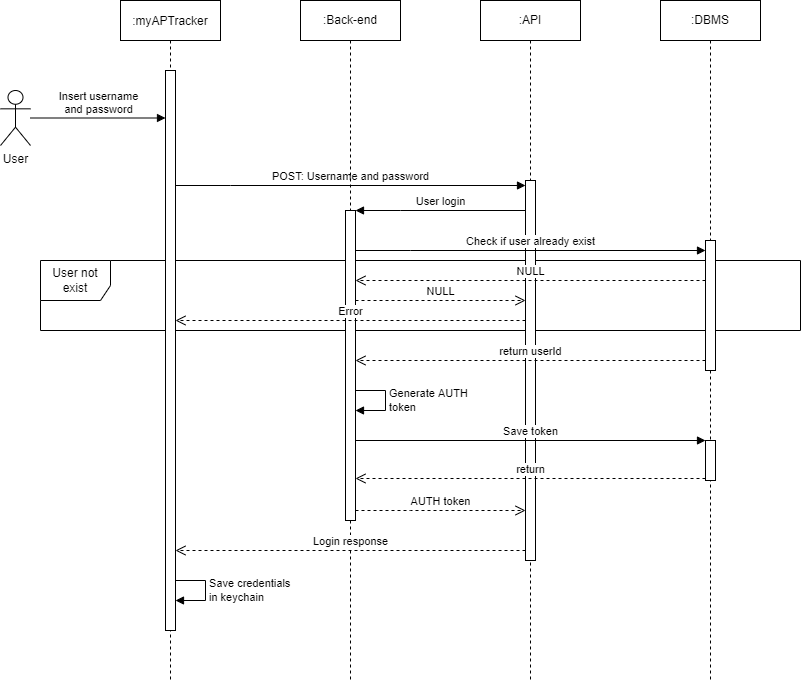 :myAPTracker
:Back-end
:API
:DBMS
Insert username
and password
User
POST: Username and password
User login
Check if user already exist
User not
exist
NULL
NULL
Error
return userId
Generate AUTH
token
Save token
return
AUTH token
Login response
Save credentials
in keychain